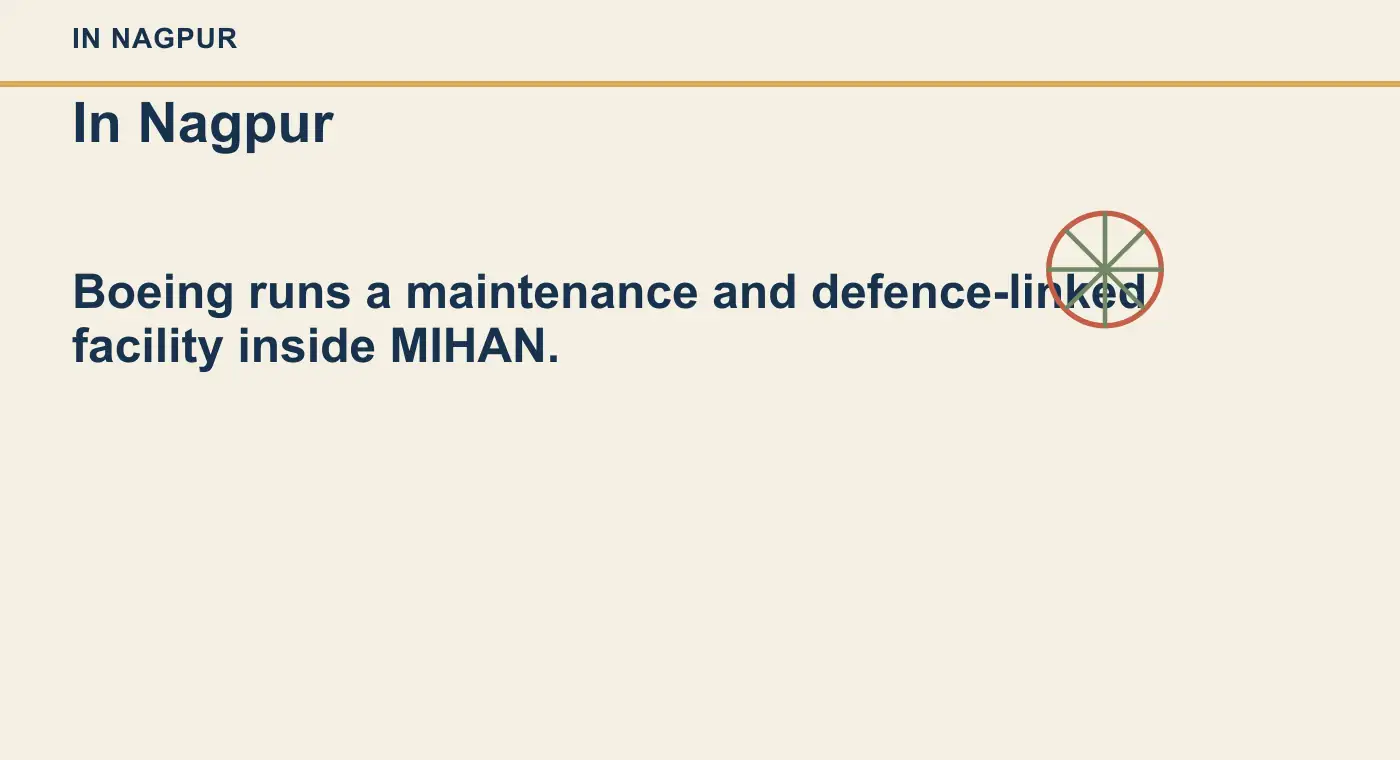 IN NAGPUR
In Nagpur
Boeing runs a maintenance and defence-linked
facility inside MIHAN.